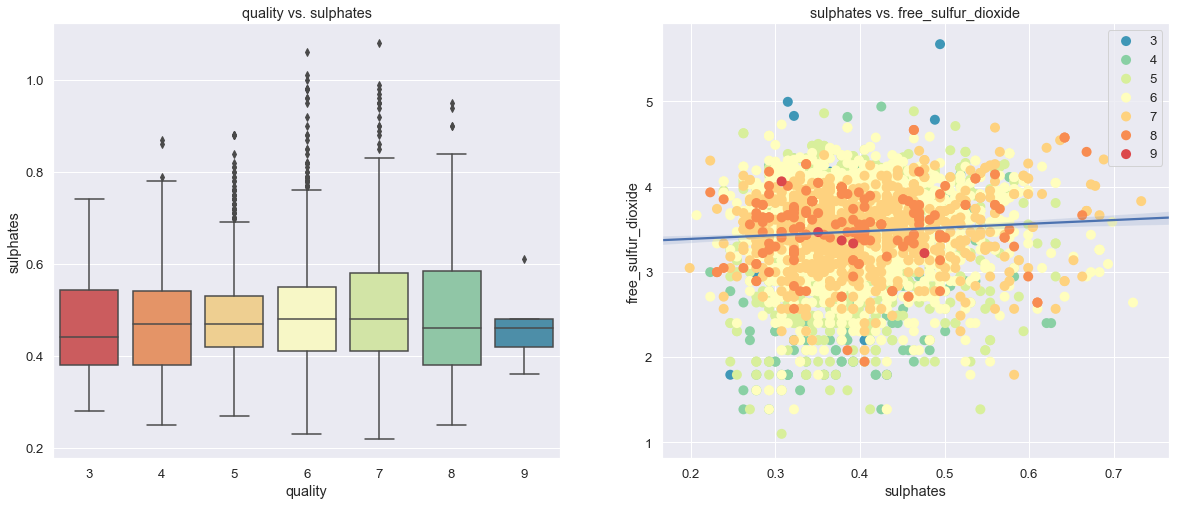 quality vs. sulphates
sulphates
1.0
0.8
0.6
0.4
0.2
3 4 5 6 7 8 9
quality
sulphates vs. free_sulfur_dioxide
free_sulfur_dioxide
5
4
3
2
1
0.2 0.3 0.4 0.5 0.6 0.7
sulphates
3
4
5
6
7
8
9